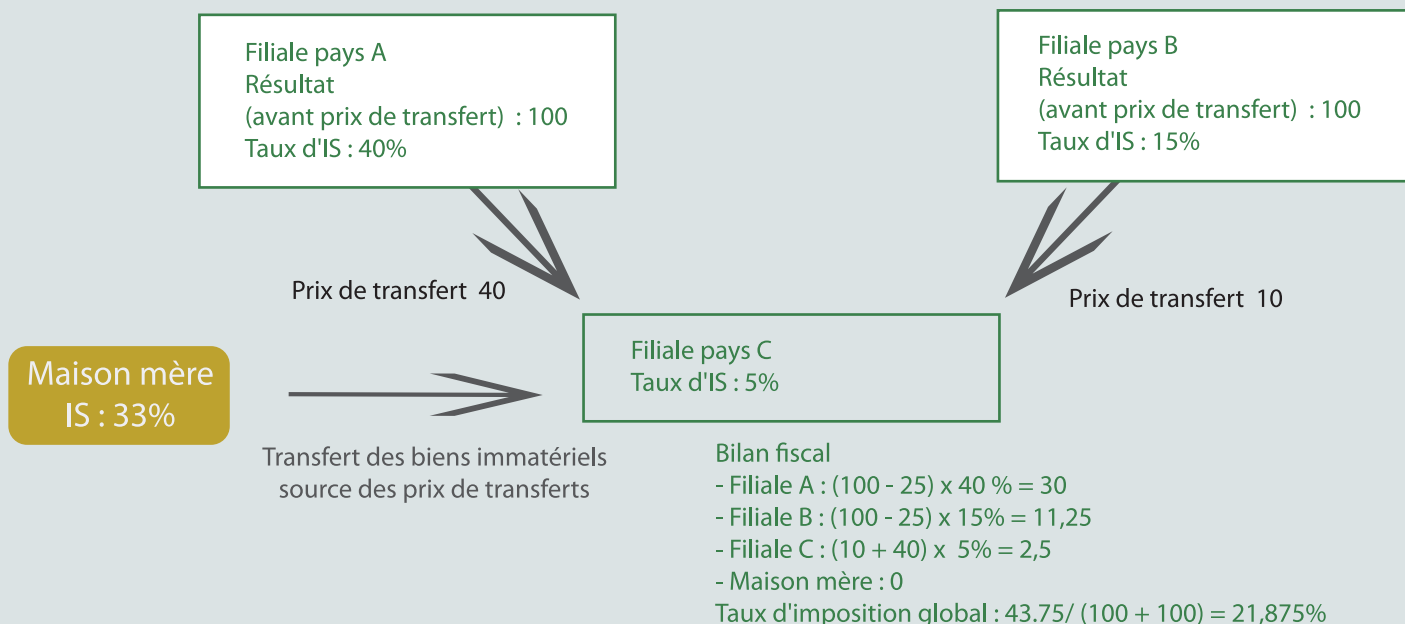 Filiale pays A
Résultat
(avant prix de transfert)  : 100
Taux d'IS : 40%
Filiale pays B
Résultat
(avant prix de transfert)  : 100
Taux d'IS : 15%
Prix de transfert  40
Prix de transfert  10
Maison mère
IS : 33%
Transfert des biens immatériels
source des prix de transferts
Filiale pays C
Taux d'IS : 5%
Bilan fiscal
- Filiale A : (100 - 25) x 40 % = 30
- Filiale B : (100 - 25) x 15% = 11,25
- Filiale C : (10 + 40) x  5% = 2,5
- Maison mère : 0
Taux d'imposition global : 43.75/ (100 + 100) = 21,875%